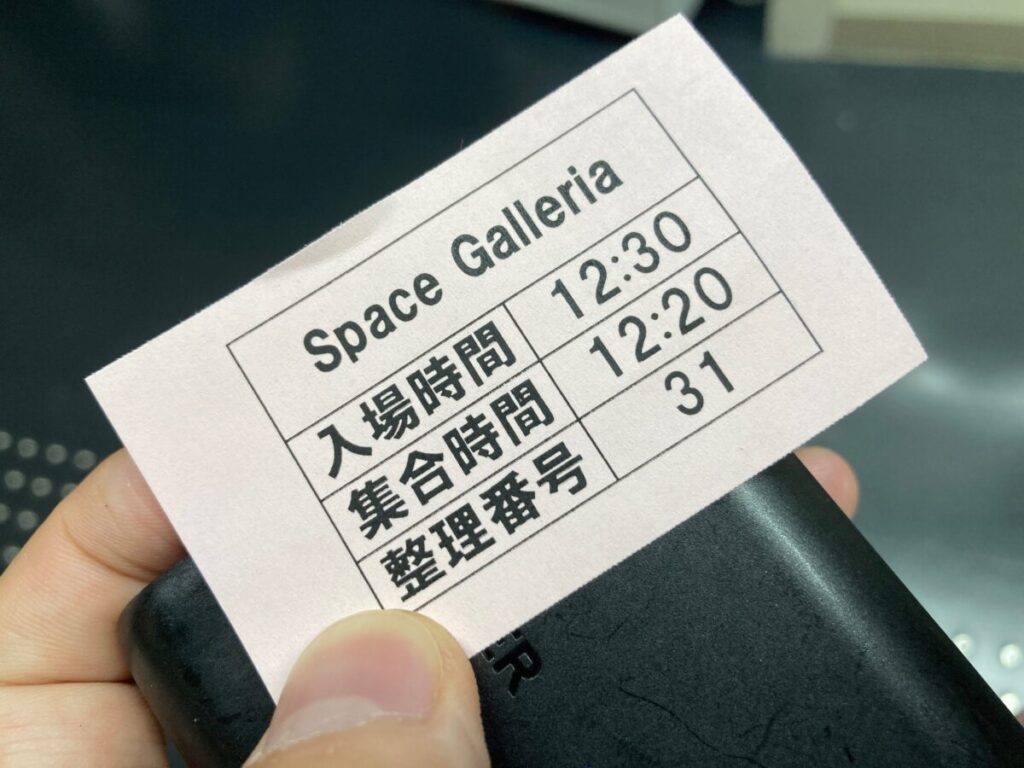 Space Galleria
入場時間 12:30
集合時間 12:20
整理番号 31